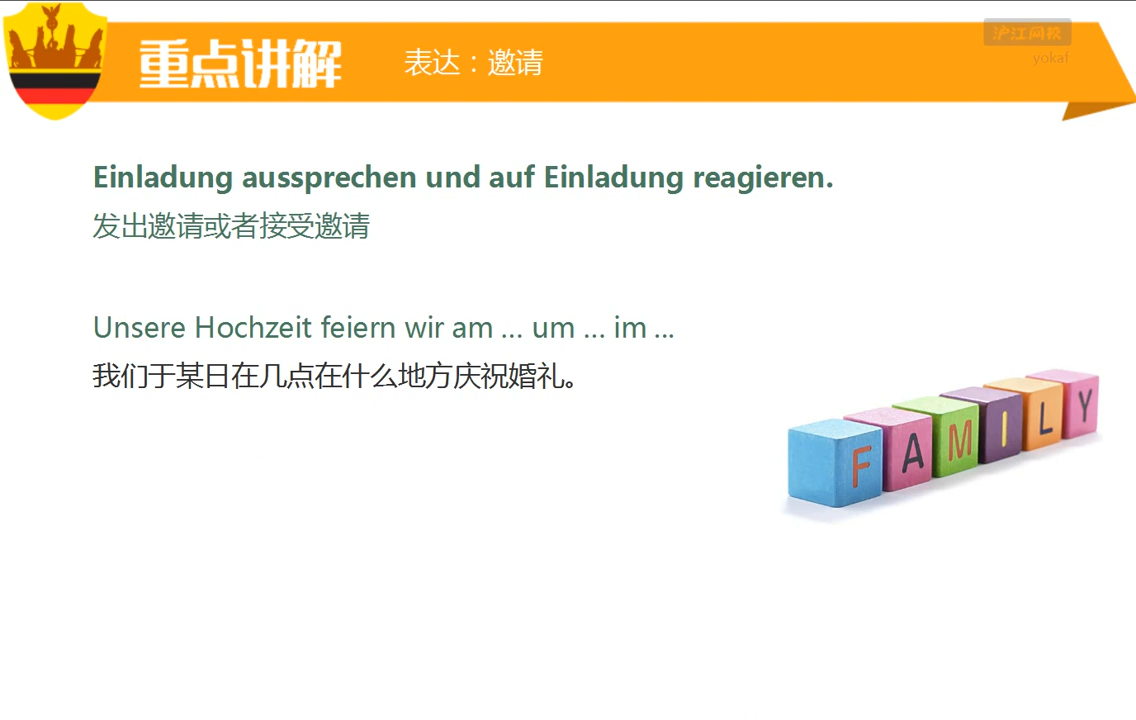 重点讲解
表达：邀请
沪江网校
yokaf
Einladung aussprechen und auf Einladung reagieren.
发出邀请或者接受邀请
Unsere Hochzeit feiern wir am ... um ... im ...
我们于某日在几点在什么地方庆祝婚礼。
FAMILY